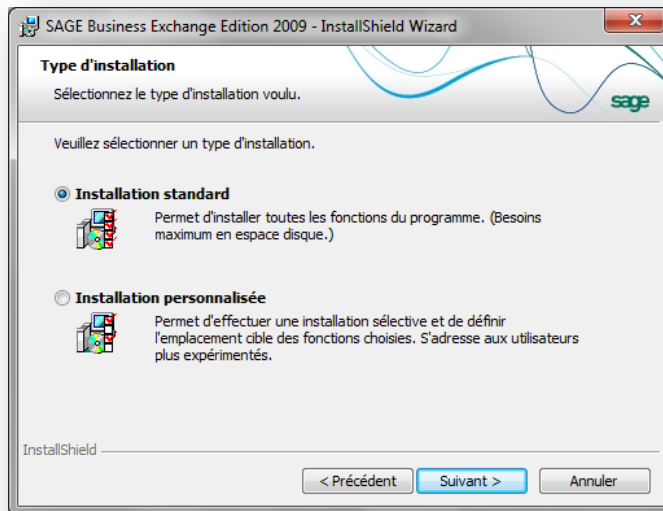 SAGE Business Exchange Edition 2009 - InstallShield Wizard
Type d'installation
Sélectionnez le type d'installation voulu.
sage
Veuillez sélectionner un type d'installation.
Installation standard
Permet d'installer toutes les fonctions du programme. (Besoins
maximum en espace disque.)
Installation personnalisée
Permet d'effectuer une installation sélective et de définir
l'emplacement cible des fonctions choisies. S'adresse aux utilisateurs
plus expérimentés.
InstallShield
< Précédent
Suivant >
Annuler